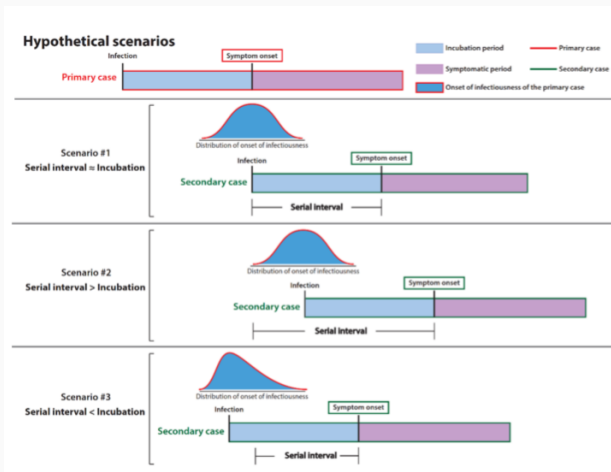 Hypothetical scenarios
Infection
Symptom onset
Primary case
Incubation period
Primary case
Symptomatic period
Secondary case
Onset of infectiousness of the primary case
Scenario #1
Serial interval ≈ Incubation
Distribution of onset of infectiousness
Infection
Symptom onset
Secondary case
Serial interval
Scenario #2
Serial interval > Incubation
Distribution of onset of infectiousness
Infection
Symptom onset
Secondary case
Serial interval
Scenario #3
Serial interval < Incubation
Distribution of onset of infectiousness
Infection
Symptom onset
Secondary case
Serial interval